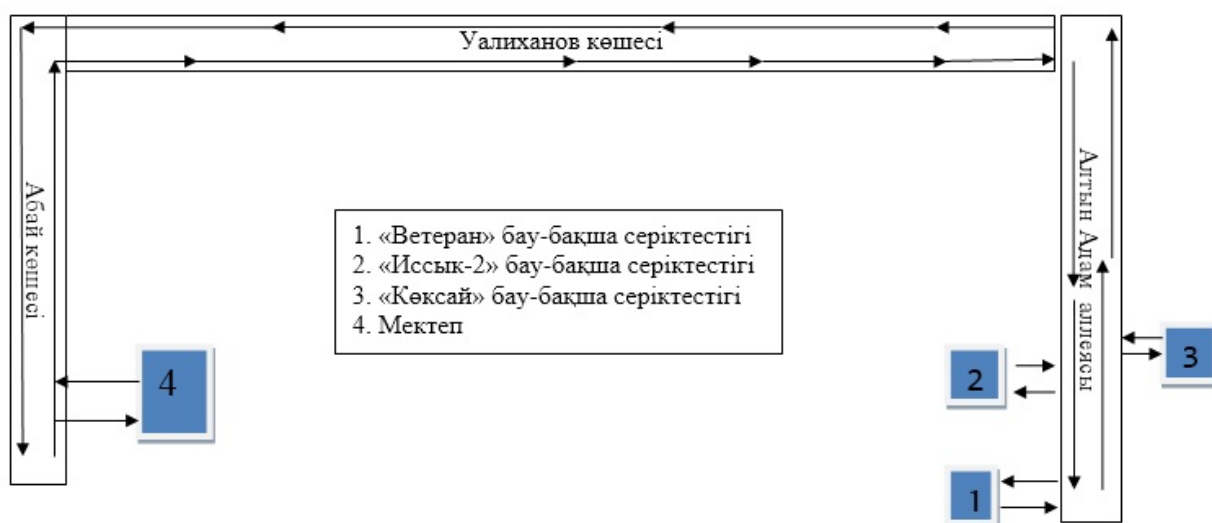 Уалиханов көшесі
Абай көшесі
Алтын Адам аллеясы
1. «Ветеран» бау-бақша серіктестігі
2. «Иссык-2» бау-бақша серіктестігі
3. «Көксай» бау-бақша серіктестігі
4. Мектеп
4
2
3
1